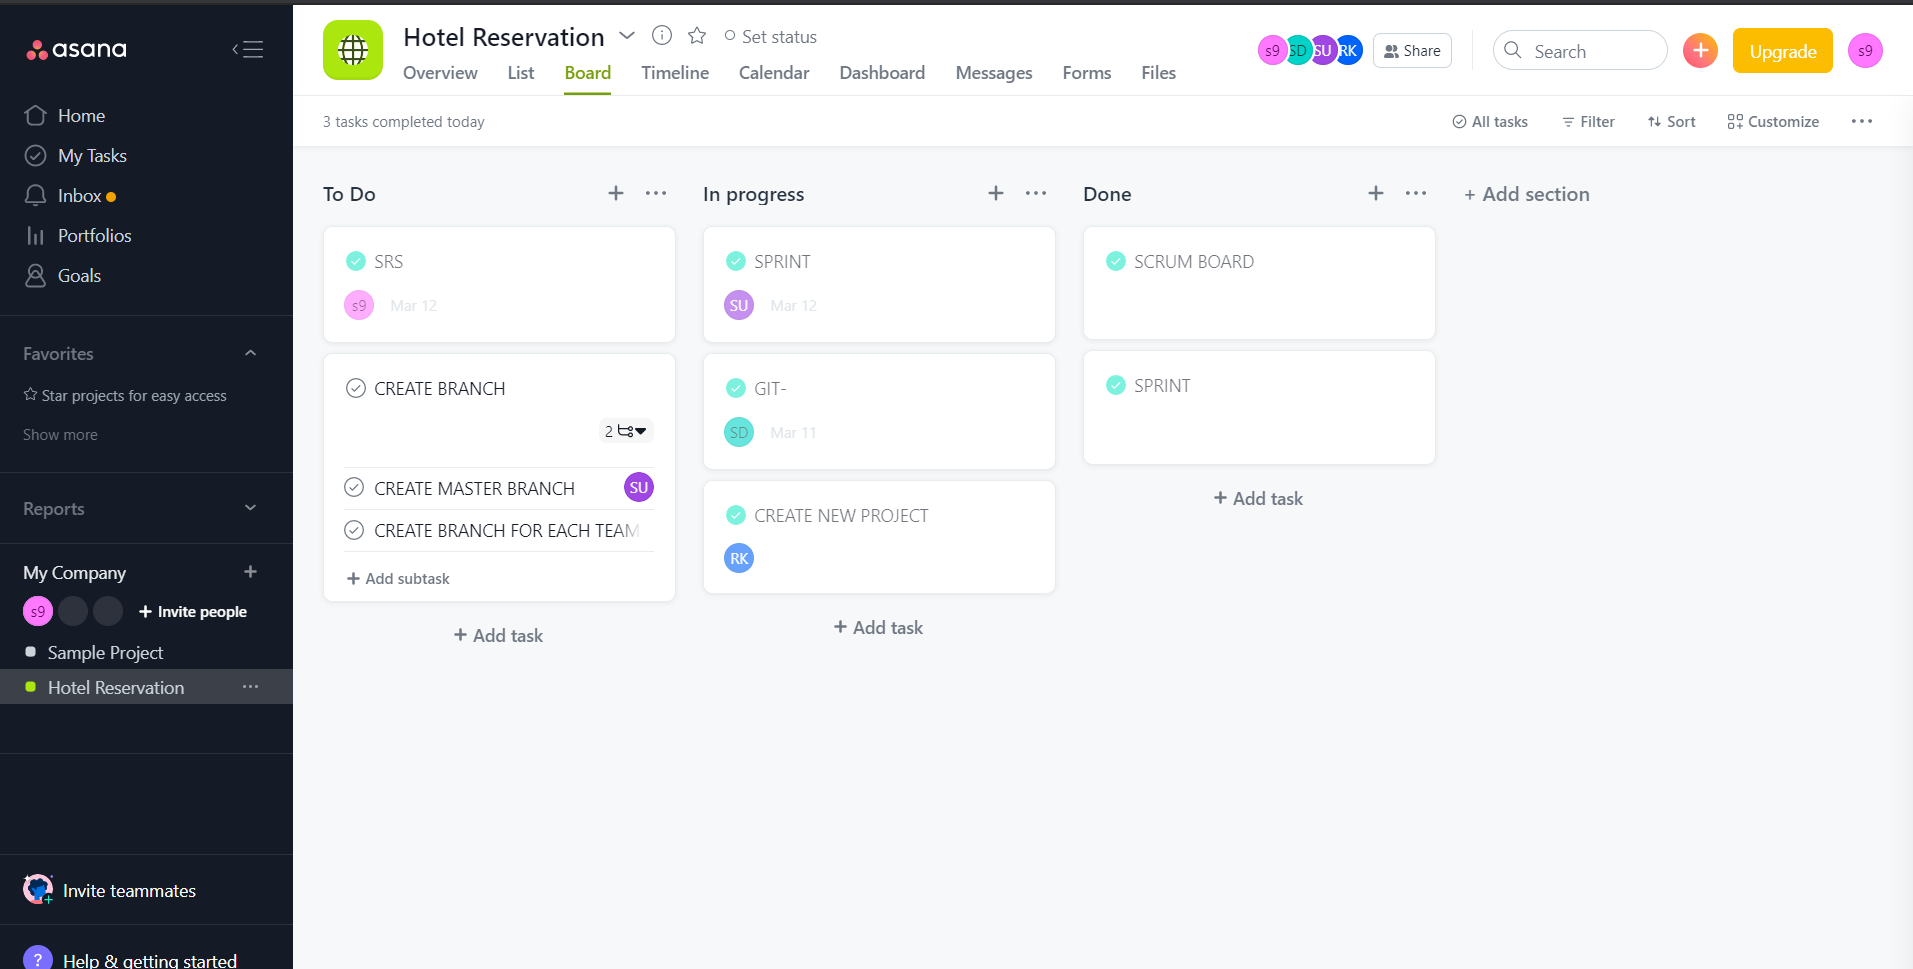 asana
Home
My Tasks
Inbox
Portfolios
Goals
Favorites
Star projects for easy access
Show more
Reports
My Company
s9
+ Invite people
Sample Project
Hotel Reservation
Invite teammates
? Help & getting started
Hotel Reservation
Set status
Overview List Board Timeline Calendar Dashboard Messages Forms Files
s9 SD SU RK Share
Search
+
Upgrade
s9
3 tasks completed today
All tasks Filter Sort Customize ...
To Do + ...
SRS
s9 Mar 12
CREATE BRANCH
2
CREATE MASTER BRANCH SU
CREATE BRANCH FOR EACH TEAM
+ Add subtask
+ Add task
In progress + ...
SPRINT
SU Mar 12
GIT-
SD Mar 11
CREATE NEW PROJECT
RK
+ Add task
Done + ...
SCRUM BOARD
SPRINT
+ Add task
+ Add section